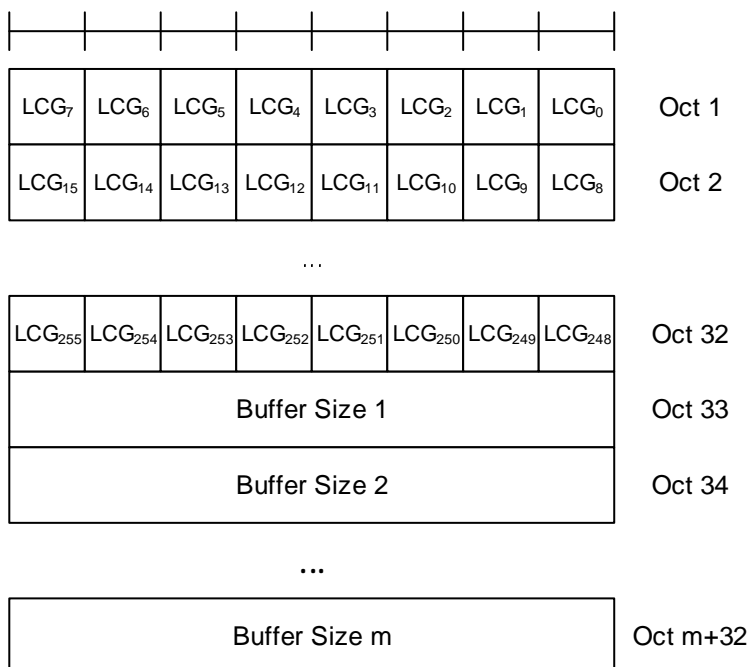 LCG₇ LCG₆ LCG₅ LCG₄ LCG₃ LCG₂ LCG₁ LCG₀ Oct 1
LCG₁₅ LCG₁₄ LCG₁₃ LCG₁₂ LCG₁₁ LCG₁₀ LCG₉ LCG₈ Oct 2
...
LCG₂₅₅ LCG₂₅₄ LCG₂₅₃ LCG₂₅₂ LCG₂₅₁ LCG₂₅₀ LCG₂₄₉ LCG₂₄₈ Oct 32
Buffer Size 1 Oct 33
Buffer Size 2 Oct 34
...
Buffer Size m Oct m+32